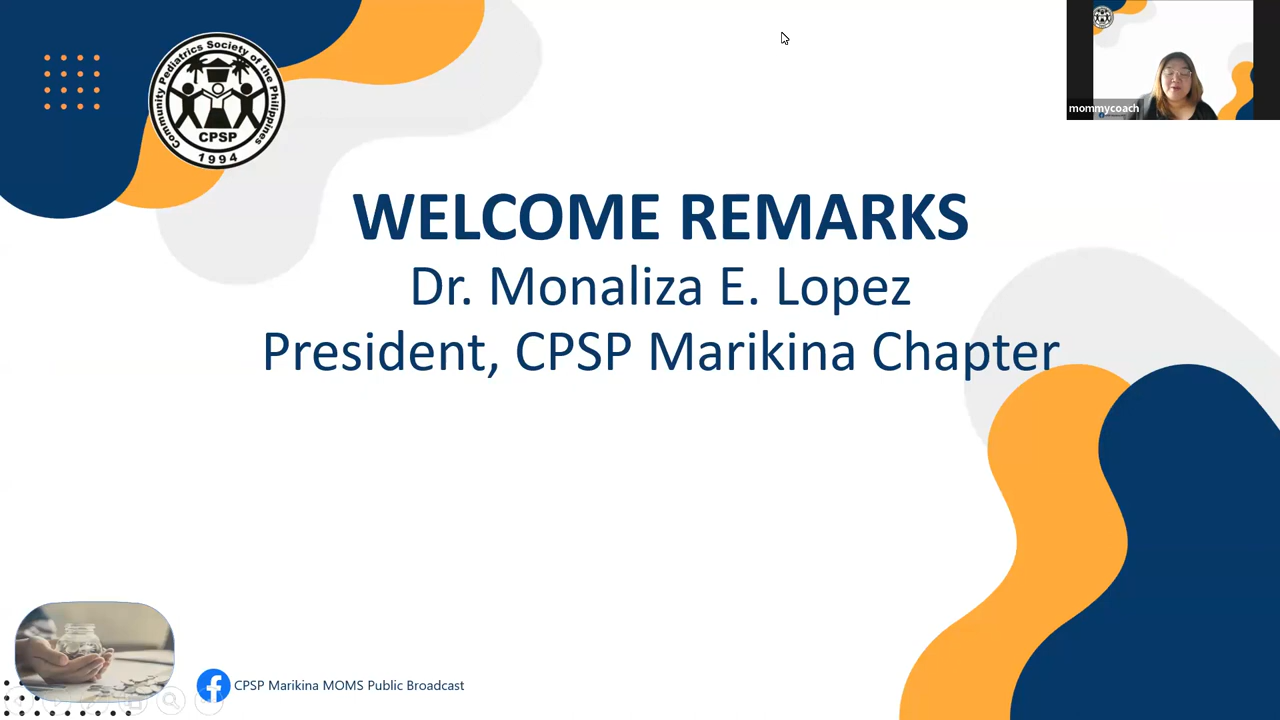 Community Pediatrics Society of the Philippines
CPSP
1994
mommycoach
WELCOME REMARKS
Dr. Monaliza E. Lopez
President, CPSP Marikina Chapter
CPSP Marikina MOMS Public Broadcast